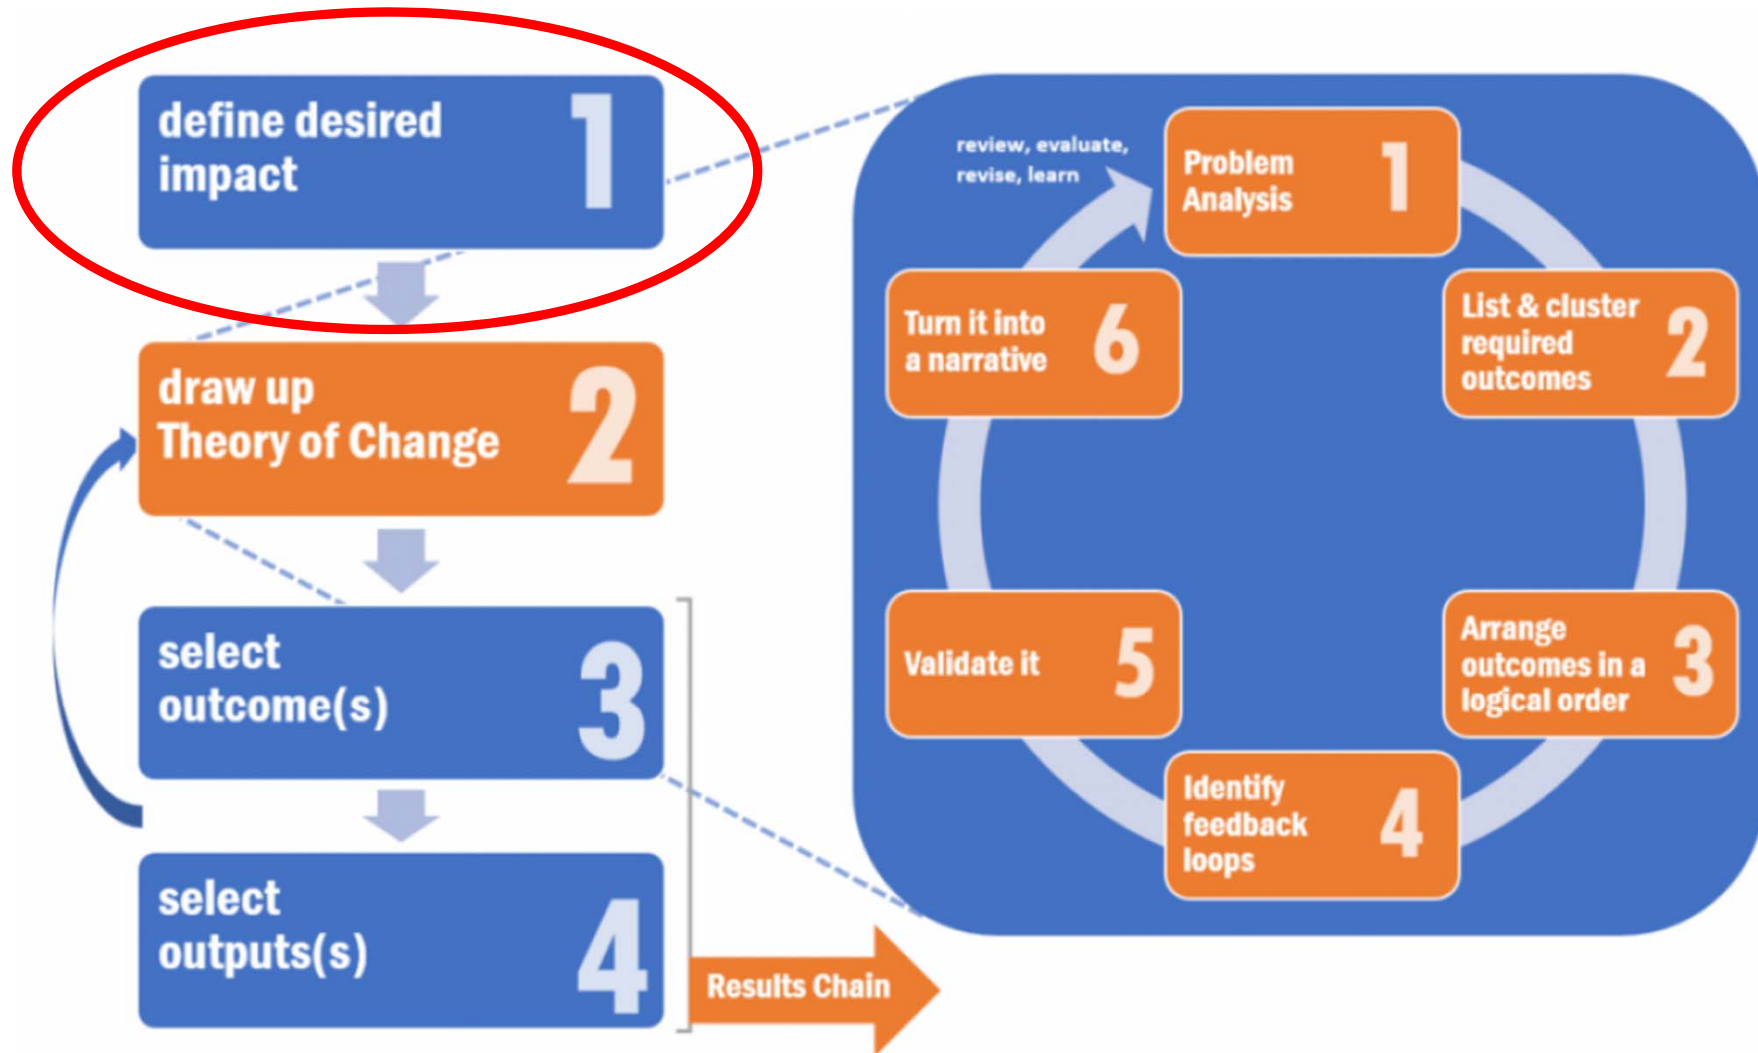 define desired
impact
1
draw up
Theory of Change
2
select
outcome(s)
3
select
outputs(s)
4
Results Chain
review, evaluate,
revise, learn
Problem
Analysis
1
List & cluster
required
outcomes
2
Arrange
outcomes in a
logical order
3
Identify
feedback
loops
4
Validate it
5
Turn it into
a narrative
6